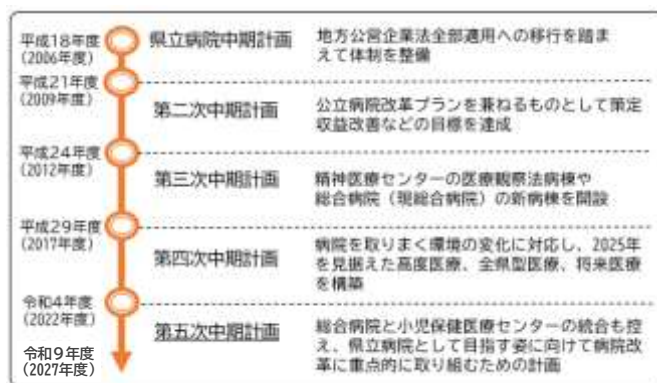 平成18年度
(2006年度)
県立病院中期計画
地方公営企業法全部適用への移行を踏ま
えて体制を整備
平成21年度
(2009年度)
第二次中期計画
公立病院改革プランを兼ねるものとして策定
収益改善などの目標を達成
平成24年度
(2012年度)
第三次中期計画
精神医療センターの医療観察法病棟や
総合病院（現総合病院）の新病棟を開設
平成29年度
(2017年度)
第四次中期計画
病院を取りまく環境の変化に対応し、2025年
を見据えた高度医療、全県型医療、将来医療
を構築
令和4年度
(2022年度)
第五次中期計画
総合病院と小児保健医療センターの統合も控
え、県立病院として目指す姿に向けて病院改
革に重点的に取り組むための計画
令和９年度
(2027年度)